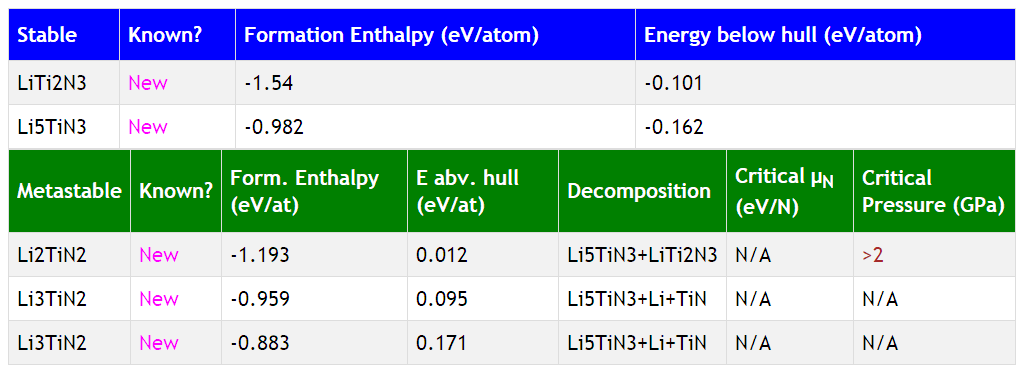 Stable Known? Formation Enthalpy (eV/atom) Energy below hull (eV/atom)
LiTi2N3 New -1.54 -0.101
Li5TiN3 New -0.982 -0.162
Metastable Known? Form. Enthalpy (eV/at) E abv. hull (eV/at) Decomposition Critical μN (eV/N) Critical Pressure (GPa)
Li2TiN2 New -1.193 0.012 Li5TiN3+LiTi2N3 N/A >2
Li3TiN2 New -0.959 0.095 Li5TiN3+Li+TiN N/A N/A
Li3TiN2 New -0.883 0.171 Li5TiN3+Li+TiN N/A N/A